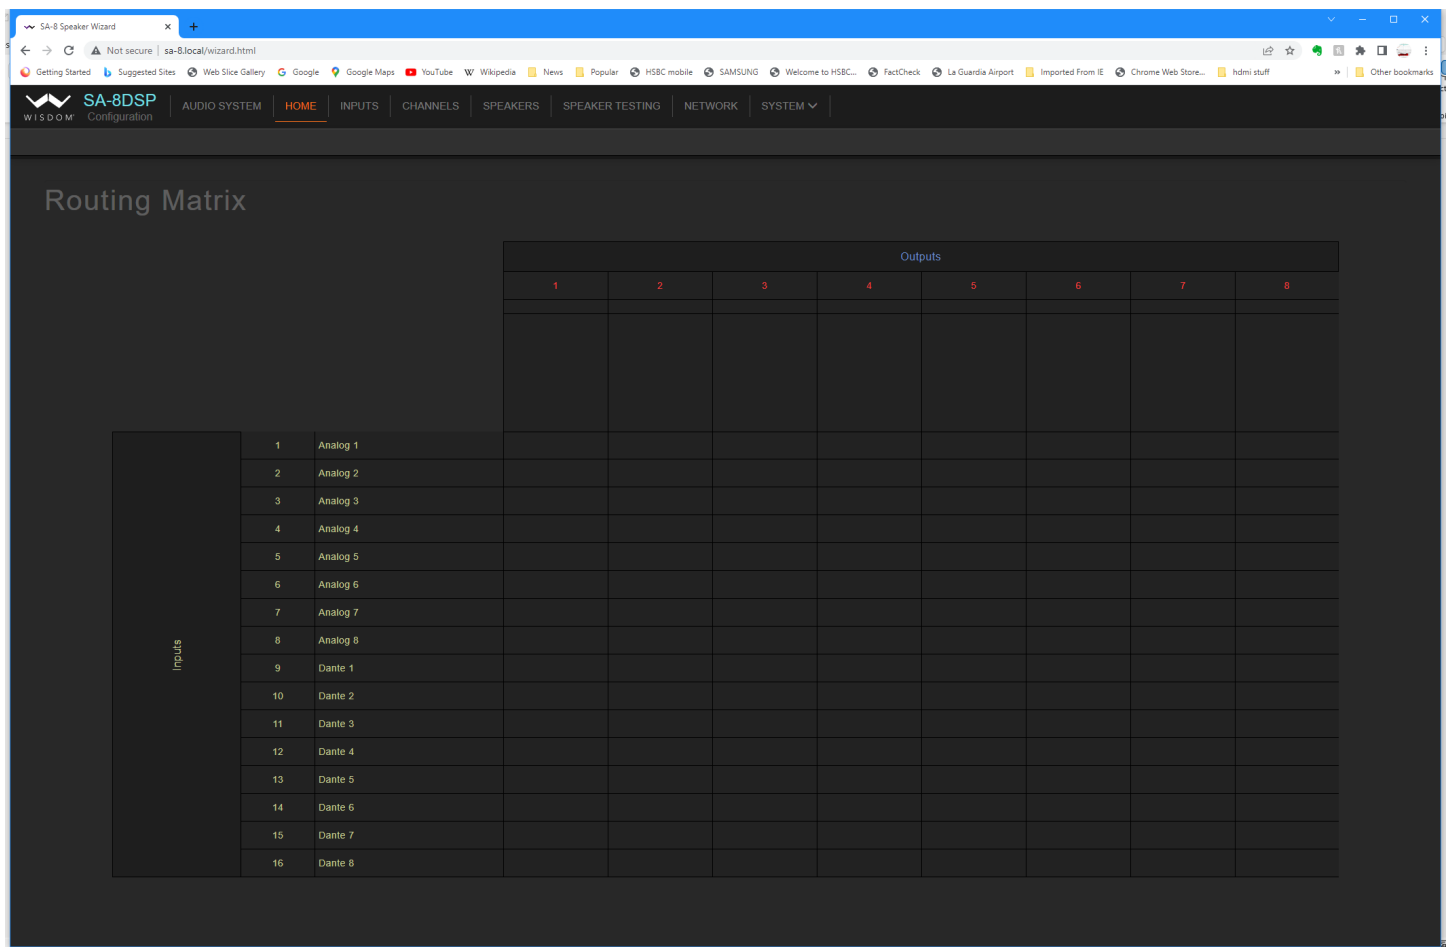 SA-8 Speaker Wizard
Not secure | sa-8.local/wizard.html
Getting Started Suggested Sites Web Slice Gallery Google Google Maps YouTube Wikipedia News Popular HSBC mobile SAMSUNG Welcome to HSBC... FactCheck La Guardia Airport Imported From IE Chrome Web Store... hdmi stuff » Other bookmarks
WISDOM SA-8DSP Configuration AUDIO SYSTEM HOME INPUTS CHANNELS SPEAKERS SPEAKER TESTING NETWORK SYSTEM
Routing Matrix
Outputs
1 2 3 4 5 6 7 8
Inputs
1 Analog 1
2 Analog 2
3 Analog 3
4 Analog 4
5 Analog 5
6 Analog 6
7 Analog 7
8 Analog 8
9 Dante 1
10 Dante 2
11 Dante 3
12 Dante 4
13 Dante 5
14 Dante 6
15 Dante 7
16 Dante 8